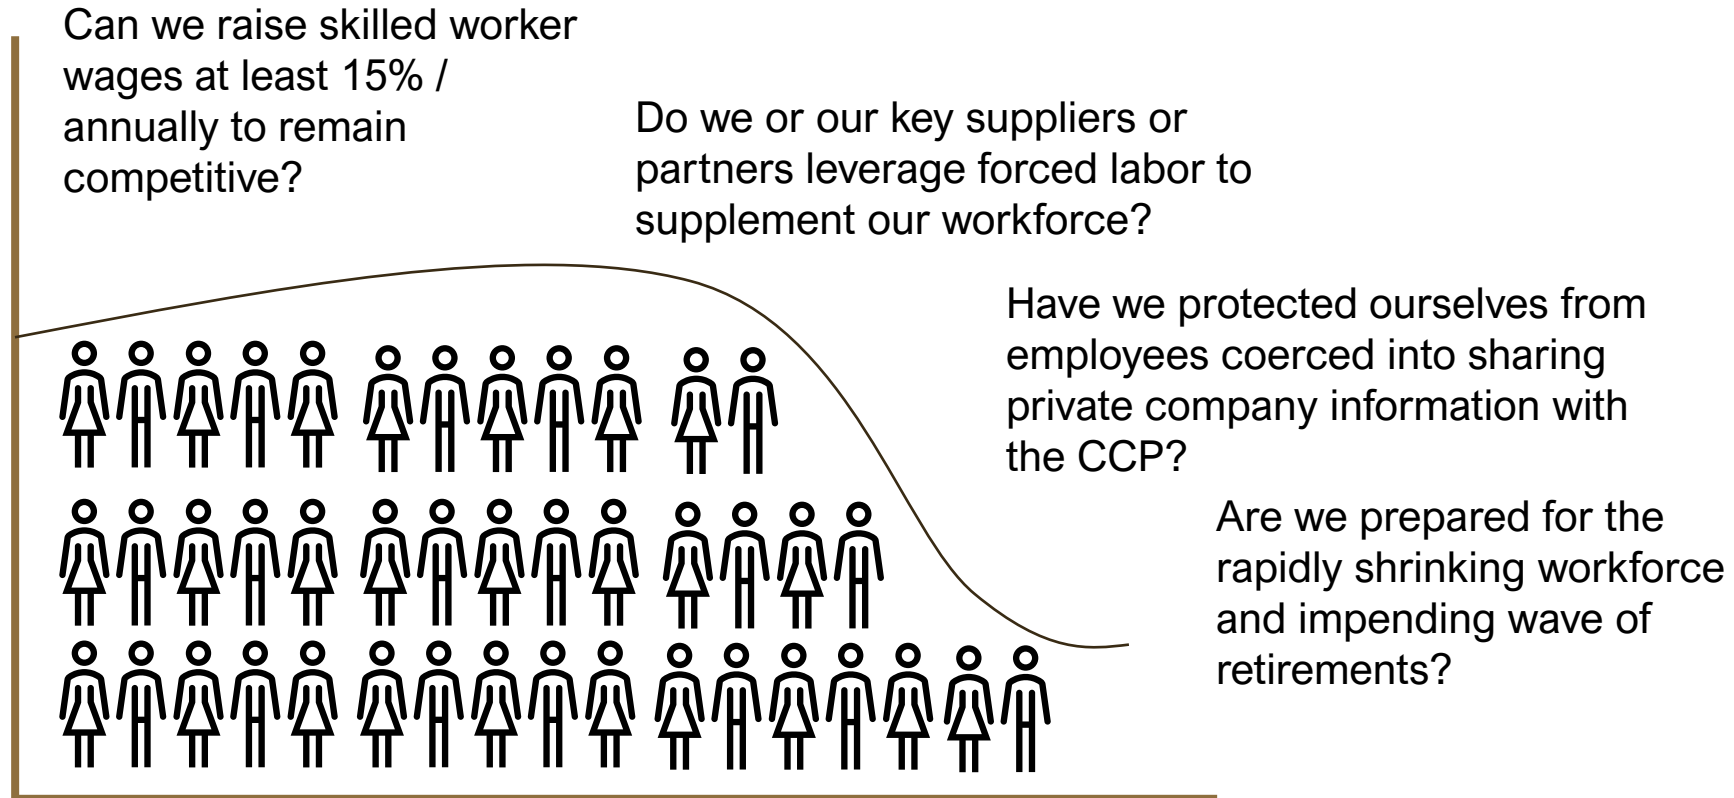 Can we raise skilled worker
wages at least 15% /
annually to remain
competitive?
Do we or our key suppliers or
partners leverage forced labor to
supplement our workforce?
Have we protected ourselves from
employees coerced into sharing
private company information with
the CCP?
Are we prepared for the
rapidly shrinking workforce
and impending wave of
retirements?